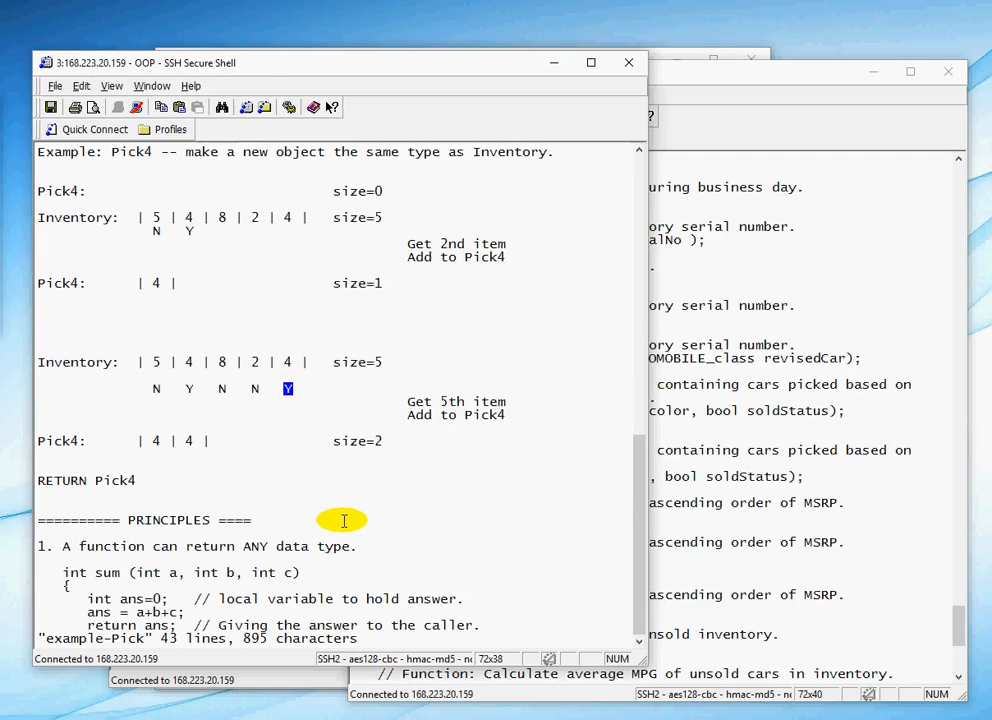 3:168.223.20.159 - OOP - SSH Secure Shell
File Edit View Window Help
Quick Connect Profiles
Example: Pick4 -- make a new object the same type as Inventory.
Pick4: size=0
Inventory: | 5 | 4 | 8 | 2 | 4 | size=5
N Y
Get 2nd item
Add to Pick4
Pick4: | 4 | size=1
Inventory: | 5 | 4 | 8 | 2 | 4 | size=5
N Y N N Y
Get 5th item
Add to Pick4
Pick4: | 4 | 4 | size=2
RETURN Pick4
========== PRINCIPLES ====
1. A function can return ANY data type.
int sum (int a, int b, int c)
{
int ans=0; // local variable to hold answer.
ans = a+b+c;
return ans; // Giving the answer to the caller.
"example-Pick" 43 lines, 895 characters
Connected to 168.223.20.159 SSH2 - aes128-cbc - hmac-md5 - nc 72x38 NUM
?
uring business day.
ory serial number.
alNo );
.
ory serial number.
ory serial number.
OMOBILE_class revisedCar);
containing cars picked based on
.
color, bool soldStatus);
containing cars picked based on
, bool soldStatus);
ascending order of MSRP.
ascending order of MSRP.
ascending order of MSRP.
nsold inventory.
// Function: Calculate average MPG of unsold cars in inventory.
Connected to 168.223.20.159
Connected to 168.223.20.159 SSH2 - aes128-cbc - hmac-md5 - nc 72x40 NUM